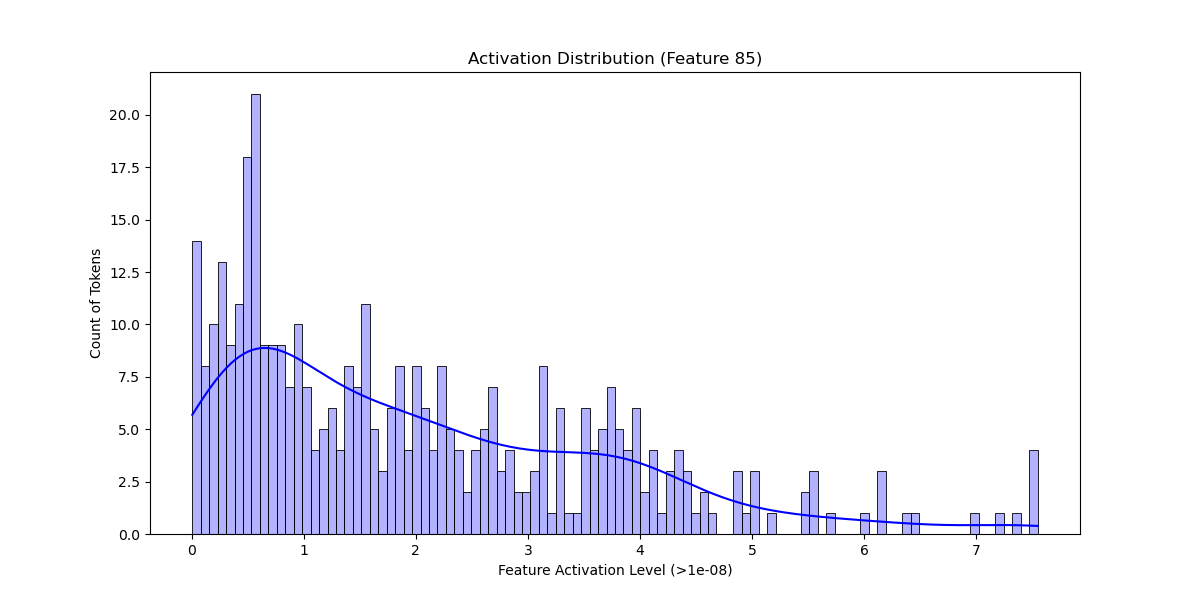 Activation Distribution (Feature 85)
20.0
17.5
15.0
12.5
10.0
7.5
5.0
2.5
0.0
Count of Tokens
0 1 2 3 4 5 6 7
Feature Activation Level (>1e-08)